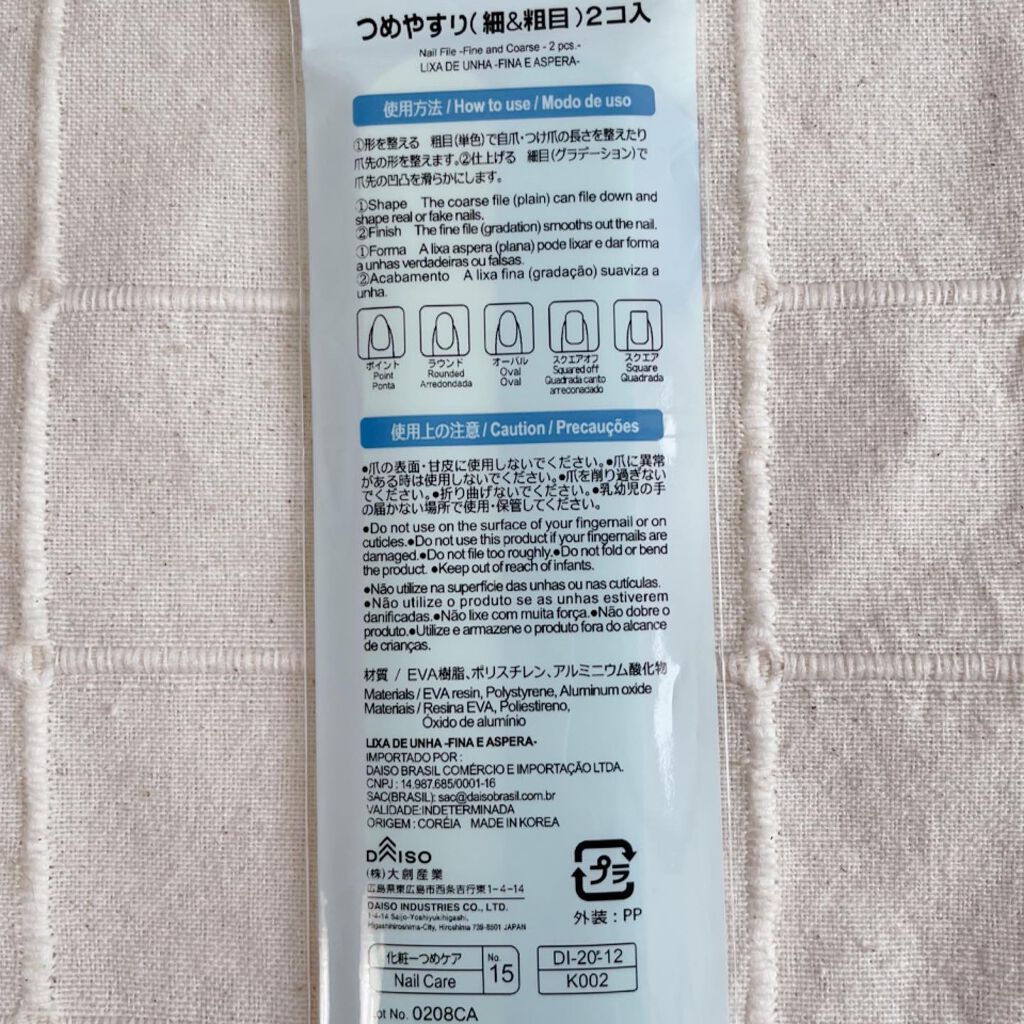 つめやすり(細&粗目)2コ入
Nail File -Fine and Coarse - 2 pcs.-
LIXA DE UNHA -FINA E ASPERA-
使用方法 / How to use / Modo de uso
①形を整える 粗目(単色)で自爪・つけ爪の長さを整えたり
爪先の形を整えます。②仕上げる 細目(グラデーション)で
爪先の凹凸を滑らかにします。
①Shape The coarse file (plain) can file down and
shape real or fake nails.
②Finish The fine file (gradation) smooths out the nail.
①Forma A lixa aspera (plana) pode lixar e dar forma
a unhas verdadeiras ou falsas.
②Acabamento A lixa fina (gradação) suaviza a
unha.
ポイント
Point
Ponta
ラウンド
Rounded
Arredondada
オーバル
Oval
Oval
スクエアオフ
Squared off
Quadrada canto
arreconadado
スクエア
Square
Quadrada
使用上の注意 / Caution / Precauções
●爪の表面・甘皮に使用しないでください。●爪に異常
がある時は使用しないでください。●爪を削り過ぎない
でください。●折り曲げないでください。●乳幼児の手
の届かない場所で使用・保管してください。
●Do not use on the surface of your fingernail or on
cuticles.●Do not use this product if your fingernails are
damaged.●Do not file too roughly.●Do not fold or bend
the product. ●Keep out of reach of infants.
●Não utilize na superfície das unhas ou nas cutículas.
●Não utilize o produto se as unhas estiverem
danificadas.●Não lixe com muita força.●Não dobre o
produto.●Utilize e armazene o produto fora do alcance
de crianças.
材質 / EVA樹脂、ポリスチレン、アルミニウム酸化物
Materials / EVA resin, Polystyrene, Aluminum oxide
Materiais / Resina EVA, Poliestireno,
Óxido de alumínio
LIXA DE UNHA -FINA E ASPERA-
IMPORTADO POR :
DAISO BRASIL COMÉRCIO E IMPORTAÇÃO LTDA.
CNPJ : 14.987.685/0001-16
SAC(BRASIL): sac@daisobrasil.com.br
VALIDADE:INDETERMINADA
ORIGEM : CORÉIA MADE IN KOREA
DAISO
(株)大創産業
広島県東広島市西条吉行東1-4-14
DAISO INDUSTRIES CO., LTD.
1-4-14 Saijo-Yoshiyukihigashi,
Higashihiroshima-City, Hiroshima 739-8501 JAPAN
プラ
外装 : PP
化粧ーつめケア
Nail Care
No.
15
DI-20-12
K002
Lot No. 0208CA